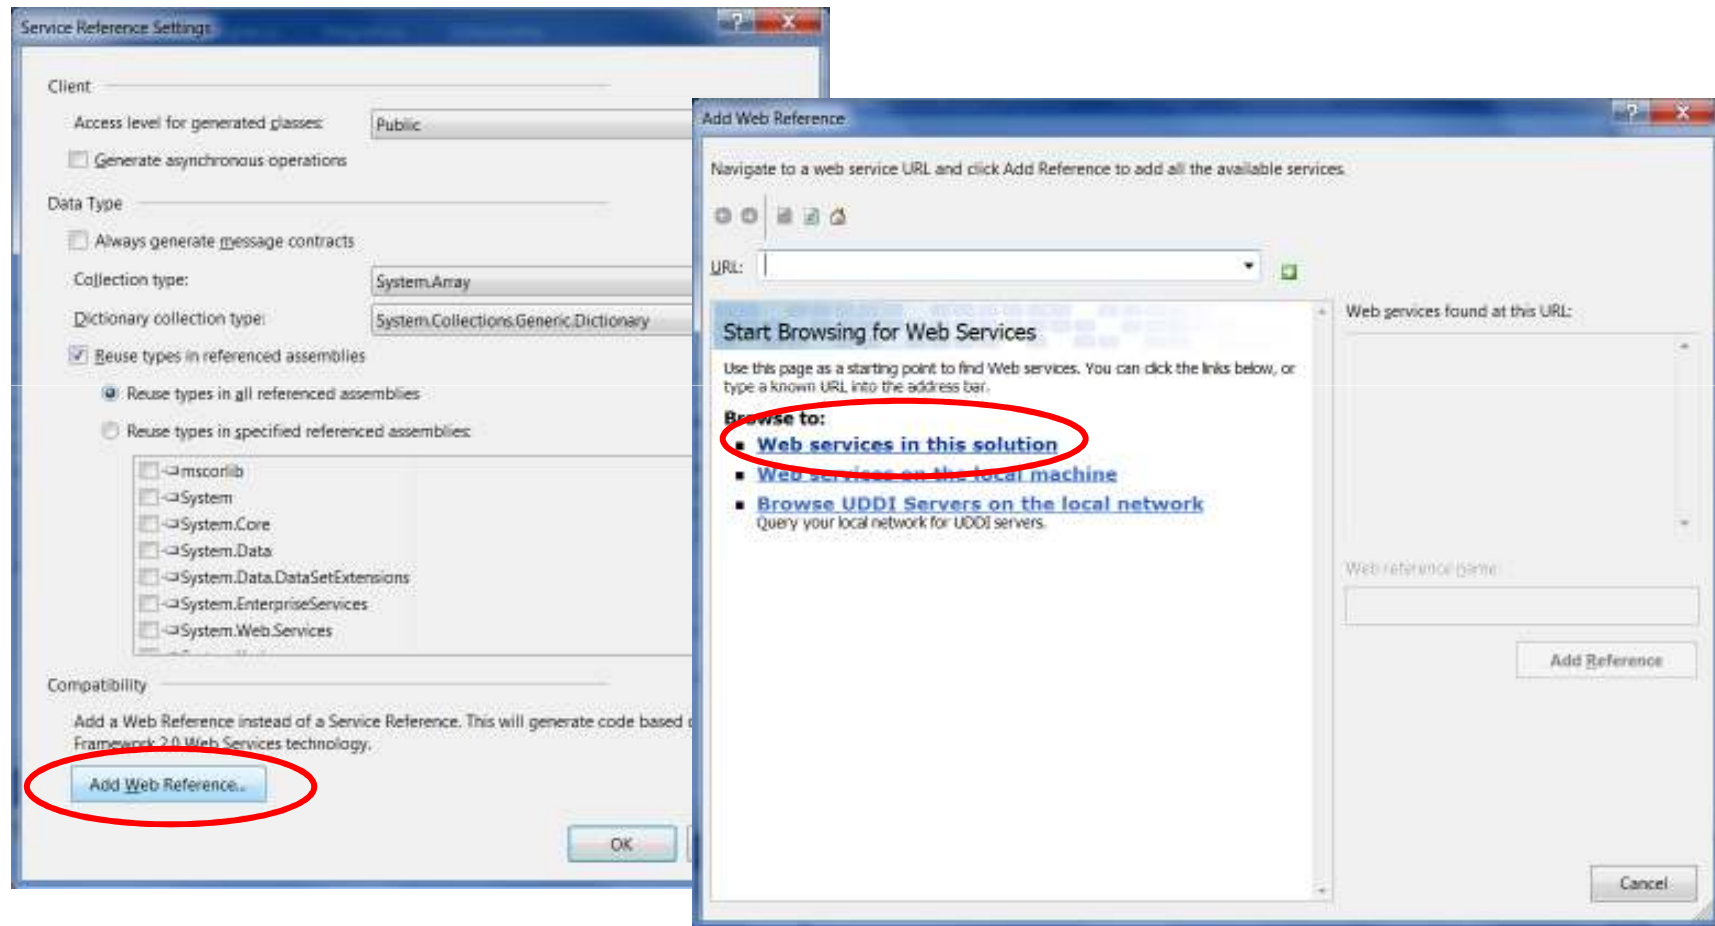 Service Reference Settings
Client
Access level for generated classes:
Public
Generate asynchronous operations
Data Type
Always generate message contracts
Collection type:
System.Array
Dictionary collection type:
System.Collections.Generic.Dictionary
Reuse types in referenced assemblies
Reuse types in all referenced assemblies
Reuse types in specified referenced assemblies:
mscorlib
System
System.Core
System.Data
System.Data.DataSetExtensions
System.EnterpriseServices
System.Web.Services
Compatibility
Add a Web Reference instead of a Service Reference. This will generate code based
Framework 2.0 Web Services technology.
Add Web Reference...
OK
Add Web Reference
Navigate to a web service URL and click Add Reference to add all the available services.
URL:
Start Browsing for Web Services
Use this page as a starting point to find Web services. You can click the links below, or
type a known URL into the address bar.
Browse to:
Web services in this solution
Web services on the local machine
Browse UDDI Servers on the local network
Query your local network for UDDI servers.
Web services found at this URL:
Web reference name:
Add Reference
Cancel